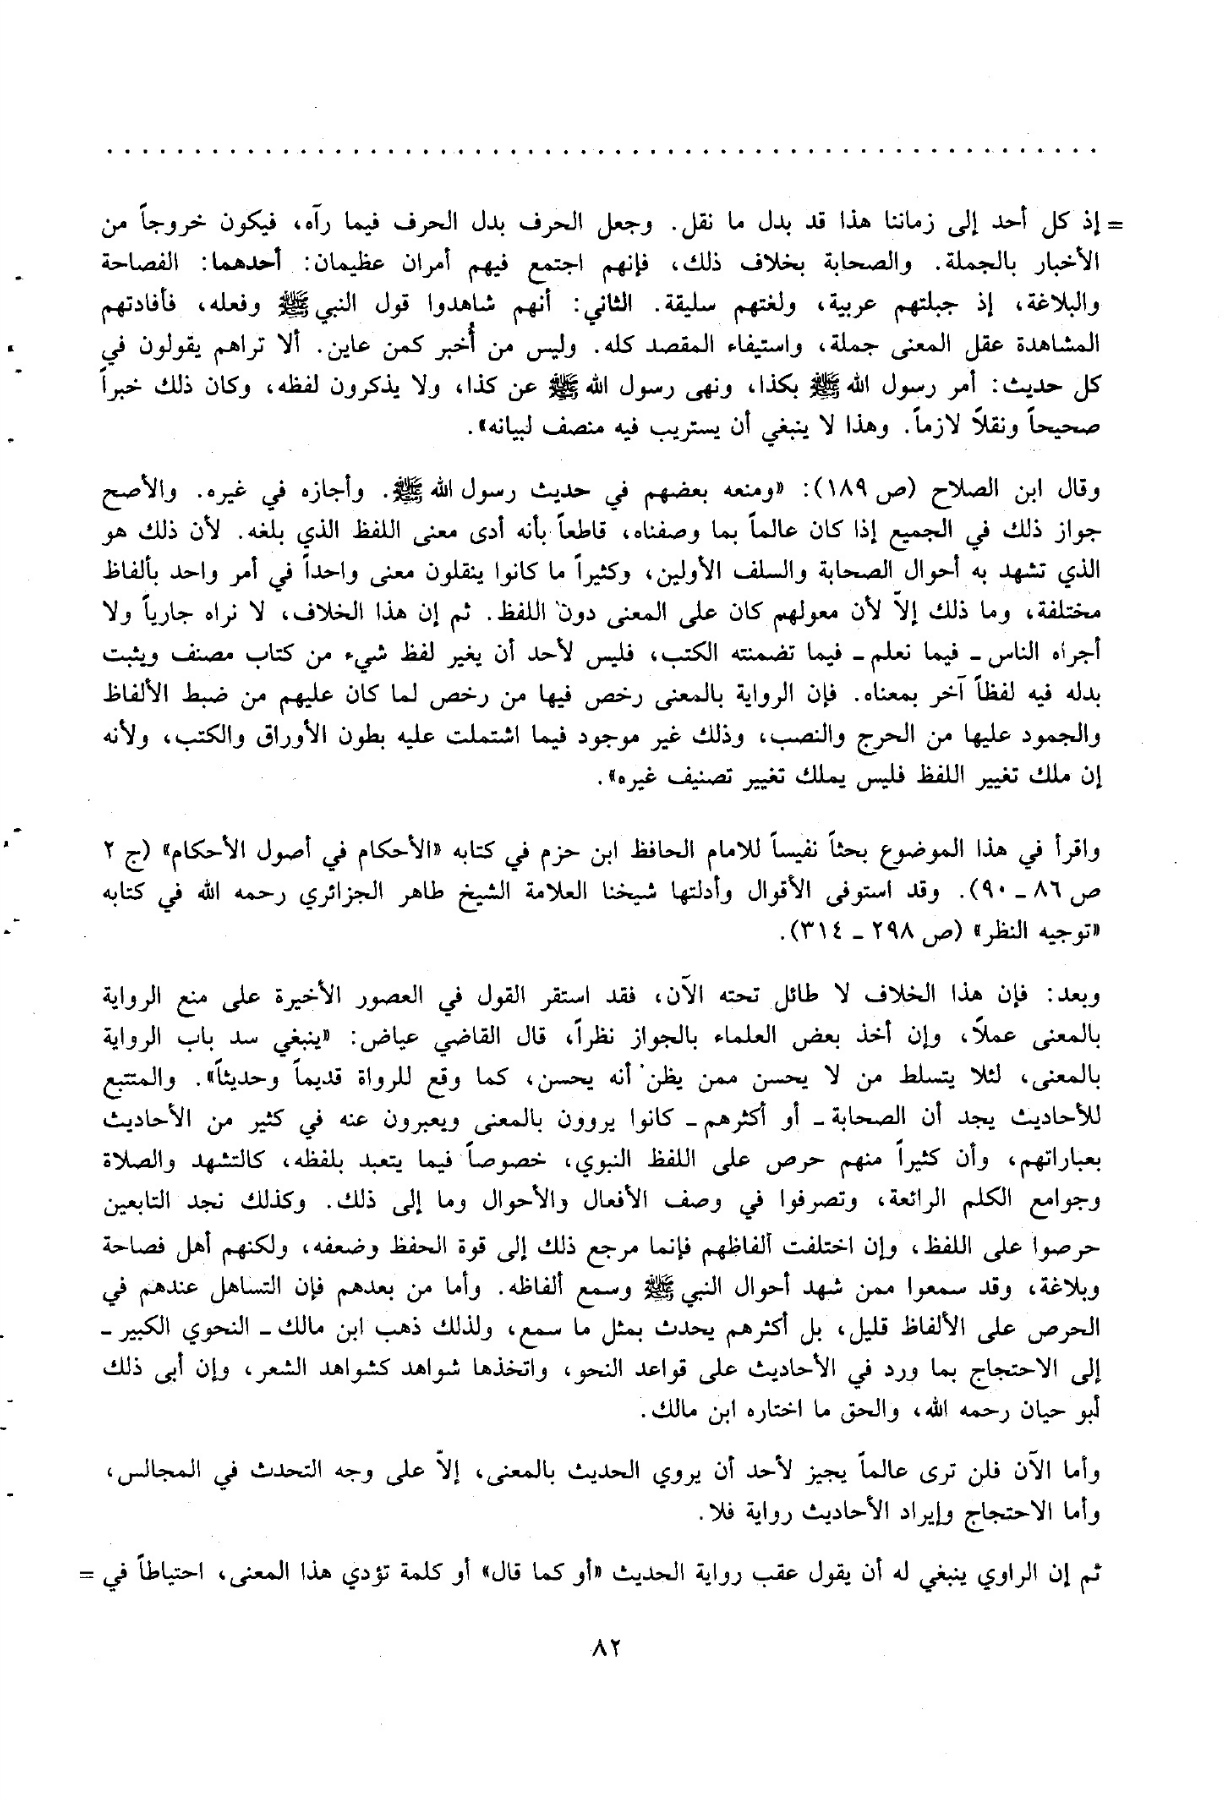 = إذ كل أحد إلى زماننا هذا قد بدل ما نقل. وجعل الحرف بدل الحرف فيما رآه، فيكون خروجاً من
الأخبار بالجملة. والصحابة بخلاف ذلك، فإنهم اجتمع فيهم أمران عظيمان: أحدهما: الفصاحة
والبلاغة، إذ جبلتهم عربية، ولغتهم سليقة. الثاني: أنهم شاهدوا قول النبي ﷺ وفعله، فأفادتهم
المشاهدة عقل المعنى جملة، واستيفاء المقصد كله. وليس من أُخبر كمن عاين. ألا تراهم يقولون في
كل حديث: أمر رسول الله ﷺ بكذا، ونهى رسول الله ﷺ عن كذا، ولا يذكرون لفظه، وكان ذلك خبراً
صحيحاً ونقلاً لازماً. وهذا لا ينبغي أن يستريب فيه منصف لبيانه».
وقال ابن الصلاح (ص ١٨٩): «ومنعه بعضهم في حديث رسول الله ﷺ. وأجازه في غيره. والأصح
جواز ذلك في الجميع إذا كان عالماً بما وصفناه، قاطعاً بأنه أدى معنى اللفظ الذي بلغه. لأن ذلك هو
الذي تشهد به أحوال الصحابة والسلف الأولين، وكثيراً ما كانوا ينقلون معنى واحداً في أمر واحد بألفاظ
مختلفة، وما ذلك إلاّ لأن معولهم كان على المعنى دون اللفظ. ثم إن هذا الخلاف، لا نراه جارياً ولا
أجراه الناس ـ فيما نعلم ـ فيما تضمنته الكتب، فليس لأحد أن يغير لفظ شيء من كتاب مصنف ويثبت
بدله فيه لفظاً آخر بمعناه. فإن الرواية بالمعنى رخص فيها من رخص لما كان عليهم من ضبط الألفاظ
والجمود عليها من الحرج والنصب، وذلك غير موجود فيما اشتملت عليه بطون الأوراق والكتب، ولأنه
إن ملك تغيير اللفظ فليس يملك تغيير تصنيف غيره».
واقرأ في هذا الموضوع بحثاً نفيساً للامام الحافظ ابن حزم في كتابه «الأحكام في أصول الأحكام» (ج ٢
ص ٨٦ ـ ٩٠). وقد استوفى الأقوال وأدلتها شيخنا العلامة الشيخ طاهر الجزائري رحمه الله في كتابه
«توجيه النظر» (ص ٢٩٨ ـ ٣١٤).
وبعد: فإن هذا الخلاف لا طائل تحته الآن، فقد استقر القول في العصور الأخيرة على منع الرواية
بالمعنى عملاً، وإن أخذ بعض العلماء بالجواز نظراً، قال القاضي عياض: «ينبغي سد باب الرواية
بالمعنى، لئلا يتسلط من لا يحسن ممن يظن أنه يحسن، كما وقع للرواة قديماً وحديثاً». والمتتبع
للأحاديث يجد أن الصحابة ـ أو أكثرهم ـ كانوا يروون بالمعنى ويعبرون عنه في كثير من الأحاديث
بعباراتهم، وأن كثيراً منهم حرص على اللفظ النبوي، خصوصاً فيما يتعبد بلفظه، كالتشهد والصلاة
وجوامع الكلم الرائعة، وتصرفوا في وصف الأفعال والأحوال وما إلى ذلك. وكذلك نجد التابعين
حرصوا على اللفظ، وإن اختلفت ألفاظهم فإنما مرجع ذلك إلى قوة الحفظ وضعفه، ولكنهم أهل فصاحة
وبلاغة، وقد سمعوا ممن شهد أحوال النبي ﷺ وسمع ألفاظه. وأما من بعدهم فإن التساهل عندهم في
الحرص على الألفاظ قليل، بل أكثرهم يحدث بمثل ما سمع، ولذلك ذهب ابن مالك ـ النحوي الكبير ـ
إلى الاحتجاج بما ورد في الأحاديث على قواعد النحو، واتخذها شواهد كشواهد الشعر، وإن أبى ذلك
أبو حيان رحمه الله، والحق ما اختاره ابن مالك.
وأما الآن فلن ترى عالماً يجيز لأحد أن يروي الحديث بالمعنى، إلاّ على وجه التحدث في المجالس،
وأما الاحتجاج وإيراد الأحاديث رواية فلا.
ثم إن الراوي ينبغي له أن يقول عقب رواية الحديث «أو كما قال» أو كلمة تؤدي هذا المعنى، احتياطاً في =
٨٢